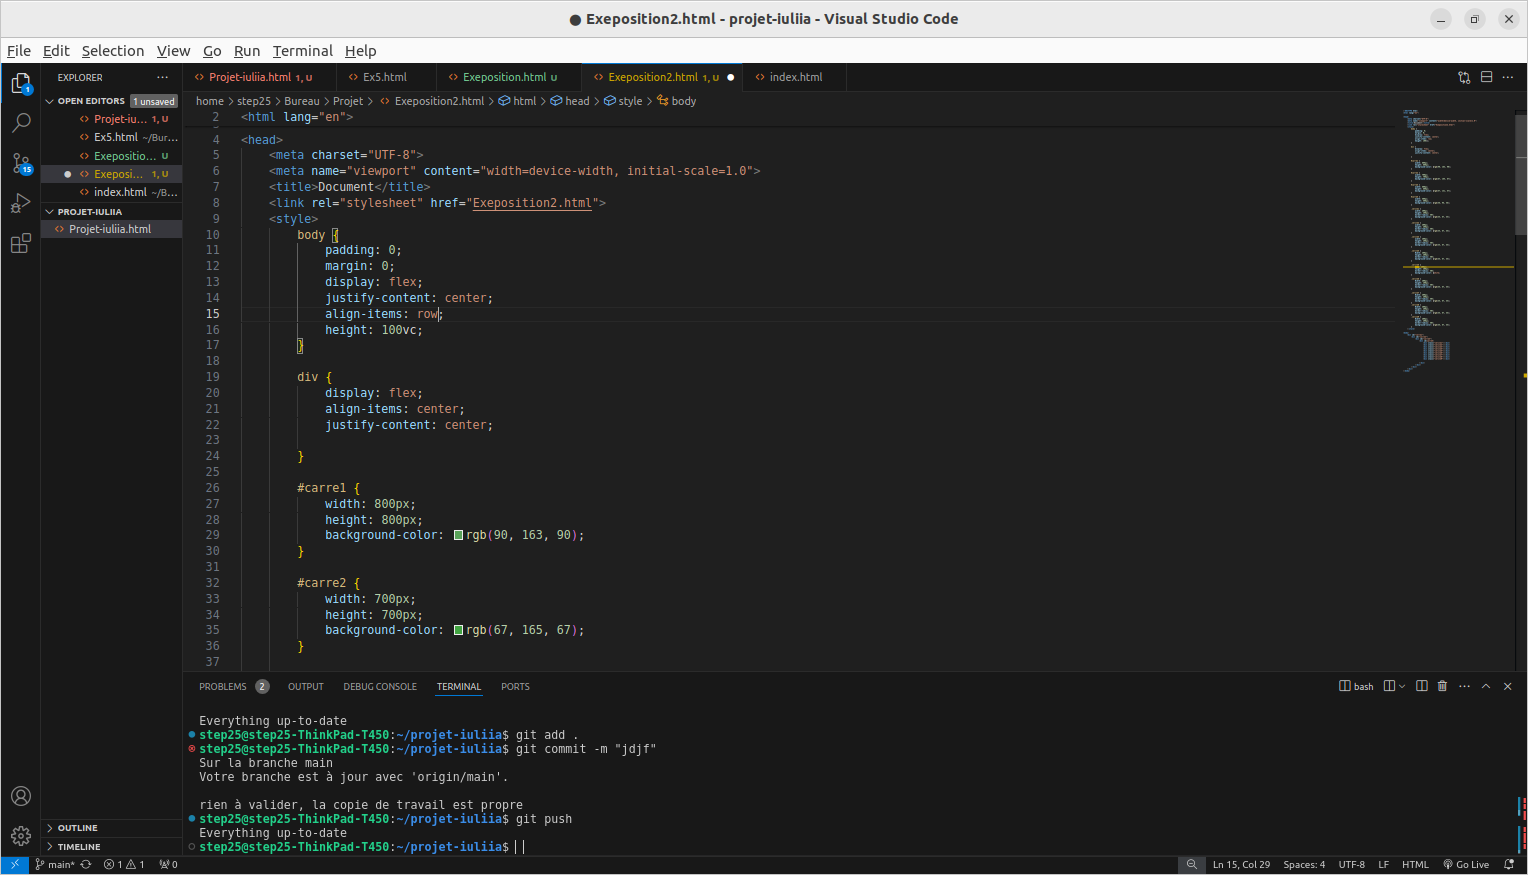 Exeposition2.html - projet-iuliia - Visual Studio Code
File Edit Selection View Go Run Terminal Help
EXPLORER
OPEN EDITORS 1 unsaved
Projet-iu... 1, U
Ex5.html ~/Bur...
Expositio... U
Exeposi... 1, U
index.html ~/B...
PROJET-IULIIA
Projet-iuliia.html
OUTLINE
TIMELINE
1
15
Projet-iuliia.html 1, U
Ex5.html
Exeposition.html U
Exeposition2.html 1, U
index.html
home > step25 > Bureau > Projet > Exeposition2.html > html > head > style > body
2 <html lang="en">
4 <head>
5 <meta charset="UTF-8">
6 <meta name="viewport" content="width=device-width, initial-scale=1.0">
7 <title>Document</title>
8 <link rel="stylesheet" href="Exeposition2.html">
9 <style>
10 body {
11 padding: 0;
12 margin: 0;
13 display: flex;
14 justify-content: center;
15 align-items: row;
16 height: 100vc;
17 }
18
19 div {
20 display: flex;
21 align-items: center;
22 justify-content: center;
23
24 }
25
26 #carre1 {
27 width: 800px;
28 height: 800px;
29 background-color: rgb(90, 163, 90);
30 }
31
32 #carre2 {
33 width: 700px;
34 height: 700px;
35 background-color: rgb(67, 165, 67);
36 }
37
PROBLEMS 2 OUTPUT DEBUG CONSOLE TERMINAL PORTS
bash
Everything up-to-date
step25@step25-ThinkPad-T450:~/projet-iuliia$ git add .
step25@step25-ThinkPad-T450:~/projet-iuliia$ git commit -m "jdjf"
Sur la branche main
Votre branche est à jour avec 'origin/main'.
rien à valider, la copie de travail est propre
step25@step25-ThinkPad-T450:~/projet-iuliia$ git push
Everything up-to-date
step25@step25-ThinkPad-T450:~/projet-iuliia$
main* 1 1 0
Ln 15, Col 29 Spaces: 4 UTF-8 LF HTML Go Live